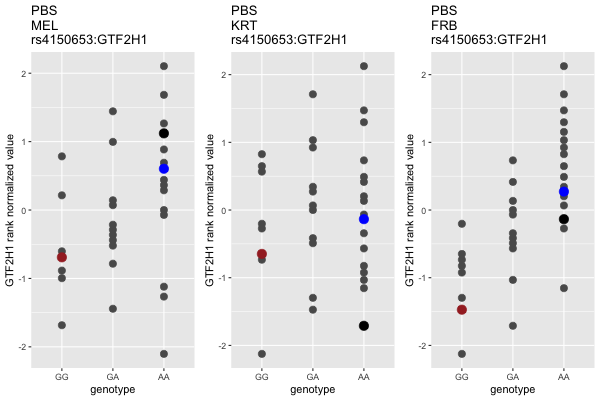 PBS
MEL
rs4150653:GTF2H1
GTF2H1 rank normalized value
2
1
0
-1
-2
GG GA AA
genotype
PBS
KRT
rs4150653:GTF2H1
GTF2H1 rank normalized value
2
1
0
-1
-2
GG GA AA
genotype
PBS
FRB
rs4150653:GTF2H1
GTF2H1 rank normalized value
2
1
0
-1
-2
GG GA AA
genotype